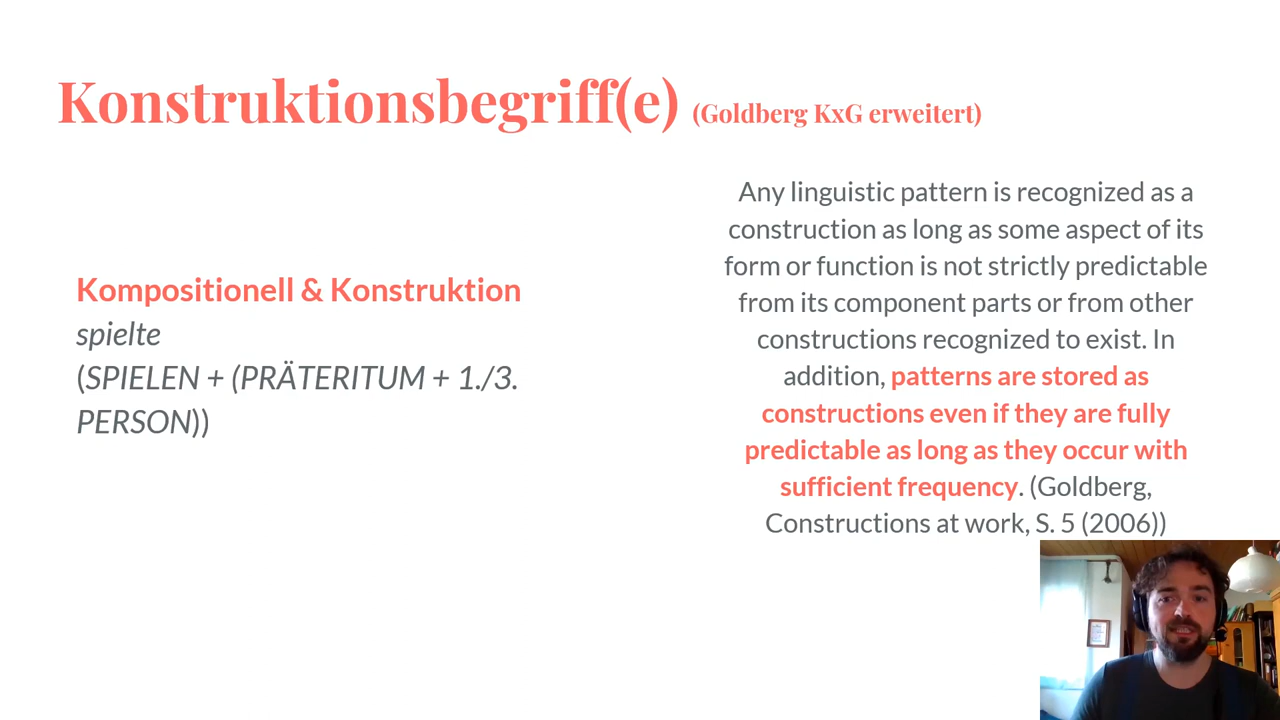 Konstruktionsbegriff(e) (Goldberg KxG erweitert)
Kompositionell & Konstruktion
spielte
(SPIELEN + (PRÄTERITUM + 1./3.
PERSON))
Any linguistic pattern is recognized as a
construction as long as some aspect of its
form or function is not strictly predictable
from its component parts or from other
constructions recognized to exist. In
addition, patterns are stored as
constructions even if they are fully
predictable as long as they occur with
sufficient frequency. (Goldberg,
Constructions at work, S. 5 (2006))